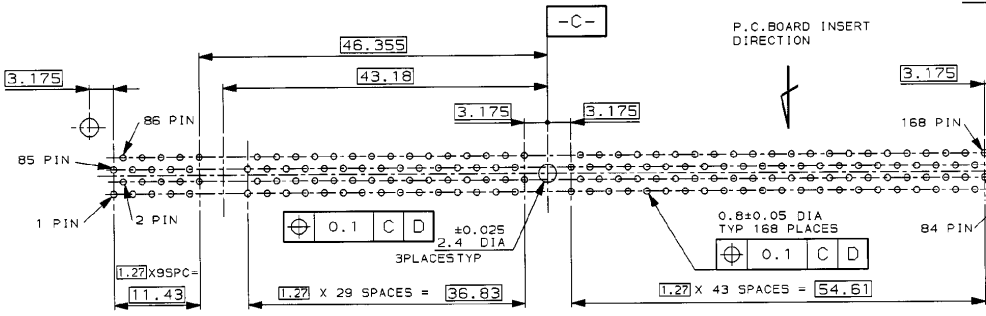 -C-
P.C.BOARD INSERT
DIRECTION
46.355
43.18
3.175
3.175
3.175
3.175
86 PIN
168 PIN
85 PIN
1 PIN
2 PIN
84 PIN
0.1 C D
±0.025
2.4 DIA
3PLACES TYP
0.8±0.05 DIA
TYP 168 PLACES
0.1 C D
1.27 X9SPC=
11.43
1.27 X 29 SPACES = 36.83
1.27 X 43 SPACES = 54.61